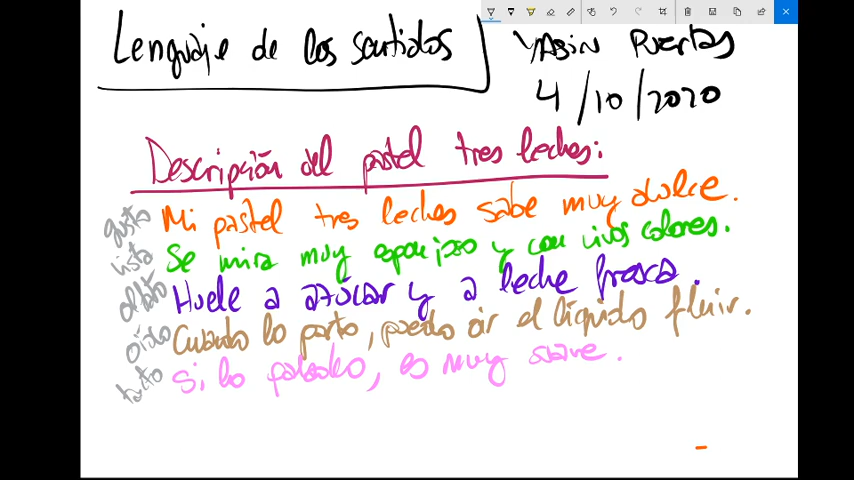 Lenguaje de los sentidos
YASIN Puertas
4/10/2020
Descripción del pastel tres leches:
gusto Mi pastel tres leches sabe muy dulce.
vista Se mira muy esponjoso y con vivos colores.
olfato Huele a azúcar y a leche fresca.
oído Cuando lo parto, puedo oír el líquido fluir.
tacto Si lo palpo, es muy suave.